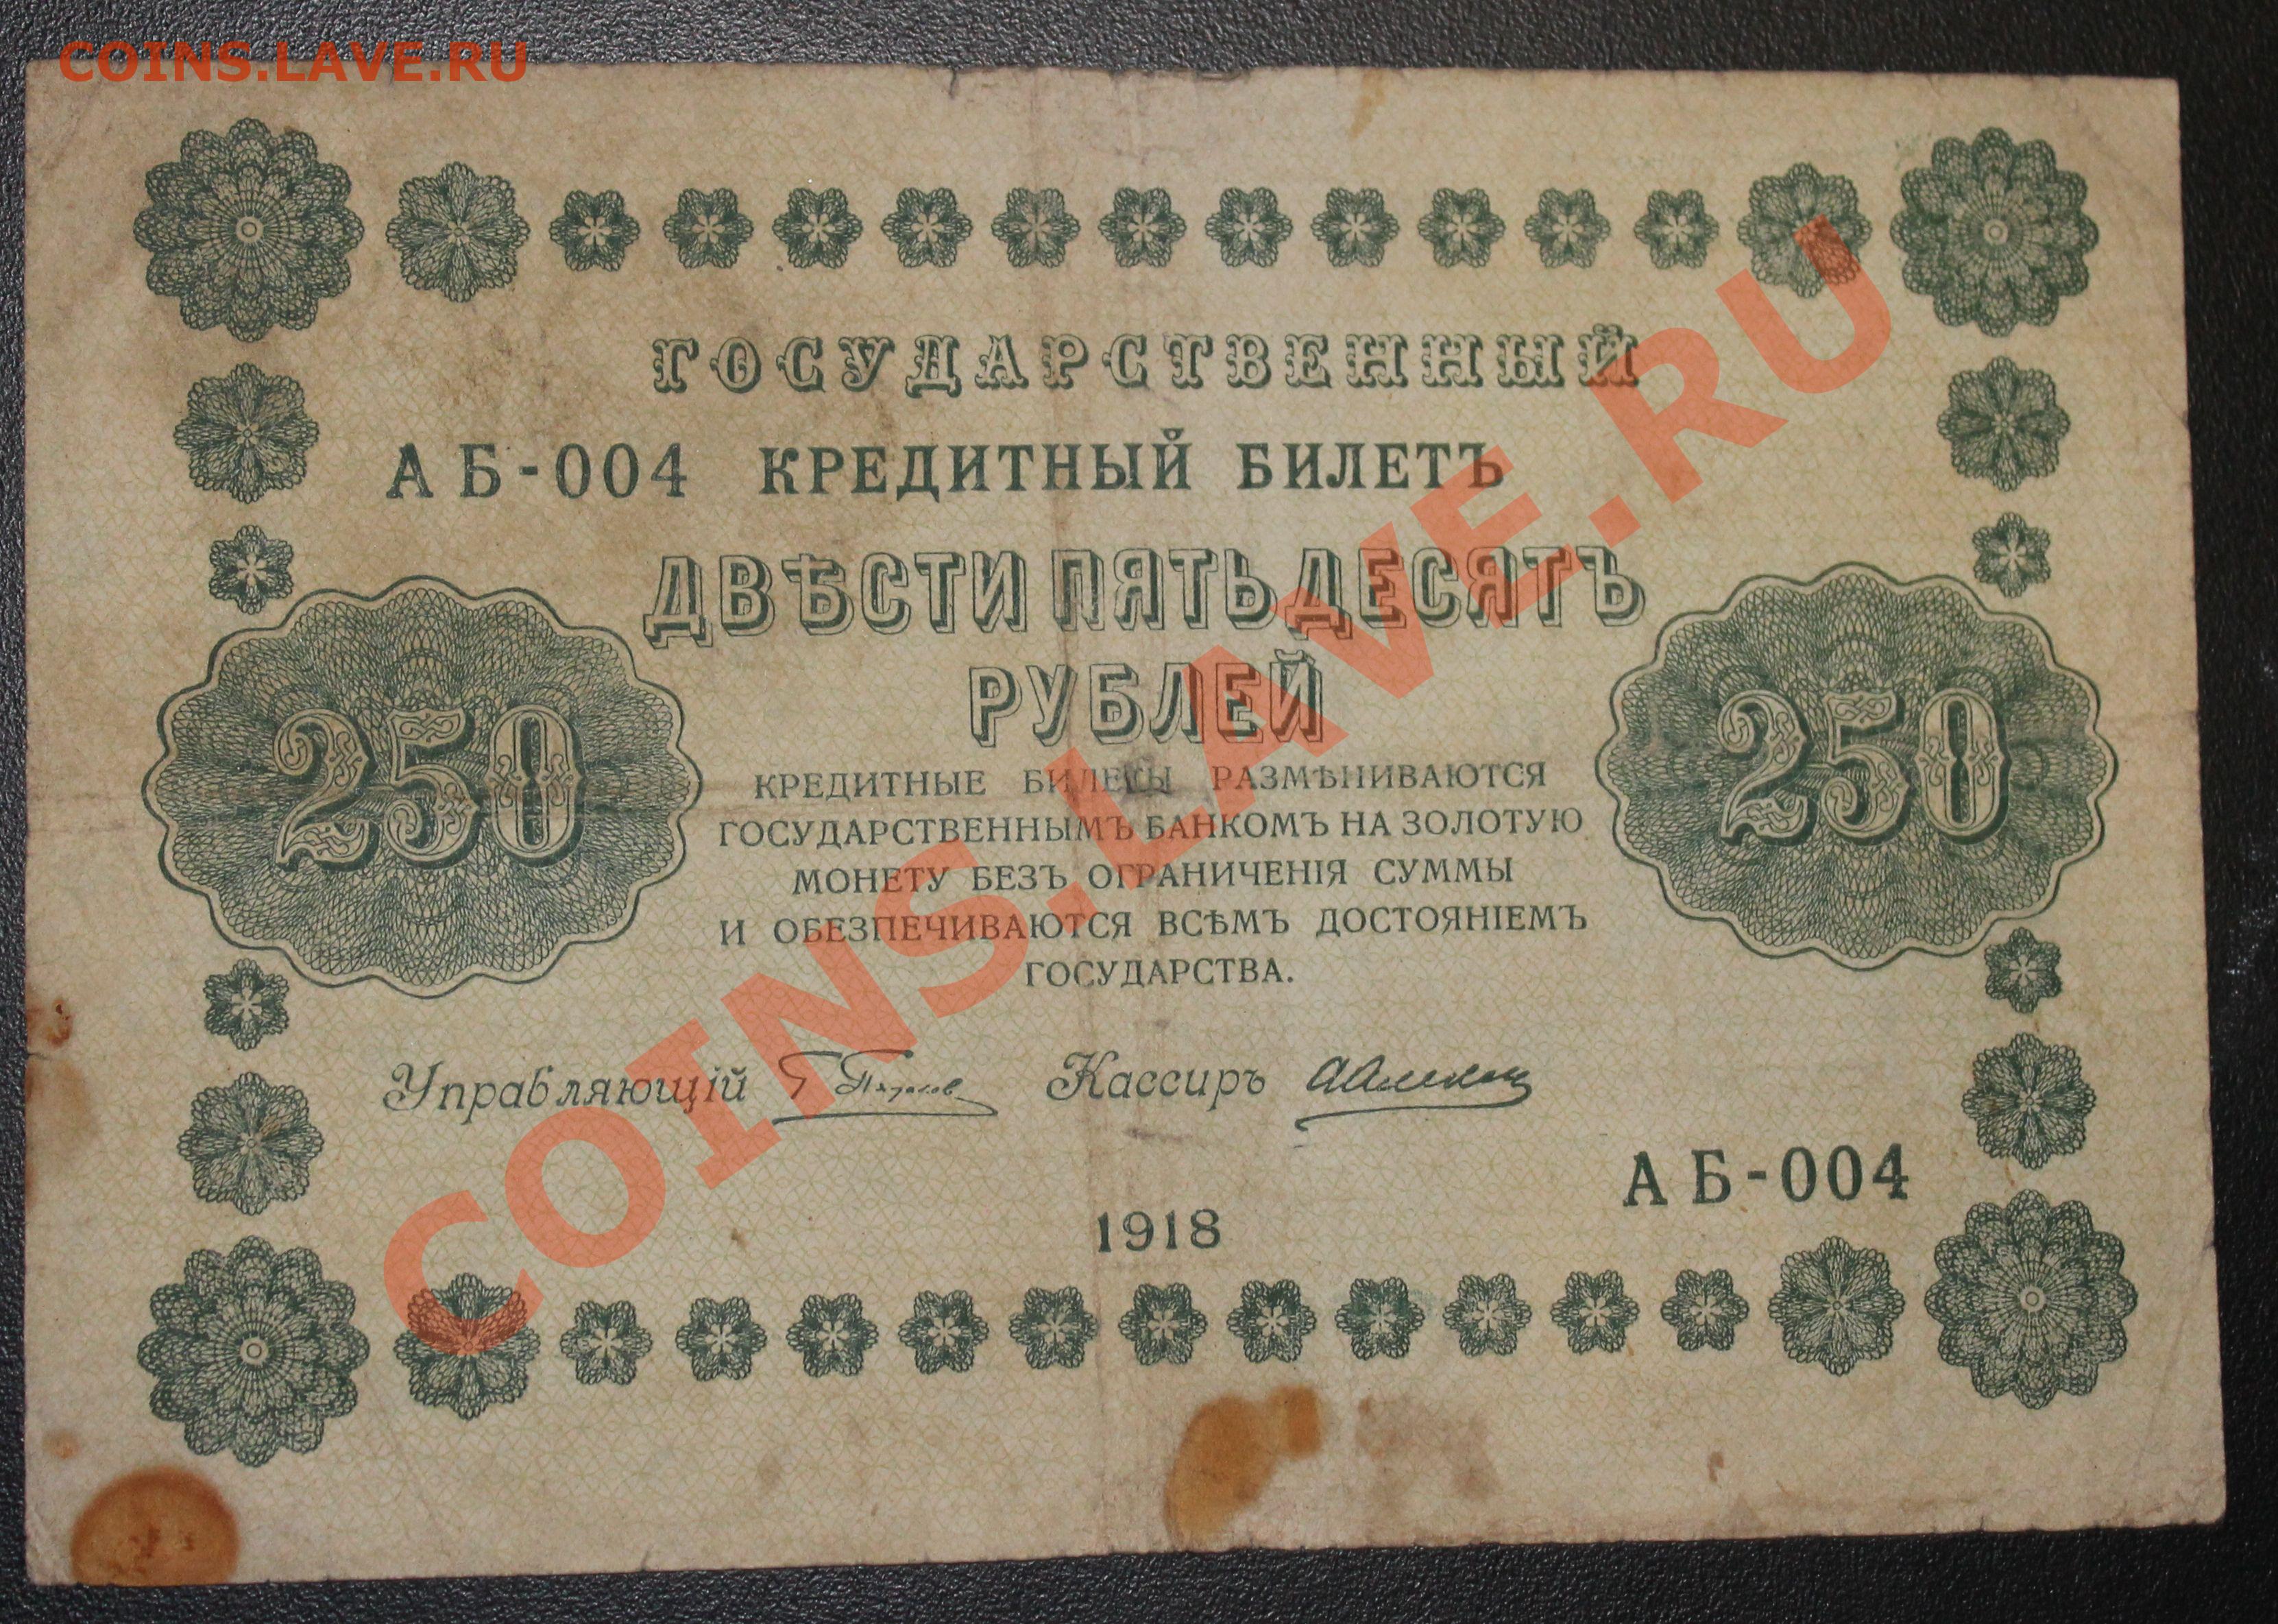 COINS.LAVE.RU
ГОСУДАРСТВЕННЫЙ
АБ-004 КРЕДИТНЫЙ БИЛЕТЪ
ДВѢСТИ ПЯТЬДЕСЯТЪ
РУБЛЕЙ
250 250
КРЕДИТНЫЕ БИЛЕТЫ РАЗМѢНИВАЮТСЯ
ГОСУДАРСТВЕННЫМЪ БАНКОМЪ НА ЗОЛОТУЮ
МОНЕТУ БЕЗЪ ОГРАНИЧЕНІЯ СУММЫ
И ОБЕЗПЕЧИВАЮТСЯ ВСѢМЪ ДОСТОЯНІЕМЪ
ГОСУДАРСТВА.
Управляющій Кассиръ
АБ-004
1918
COINS.LAVE.RU